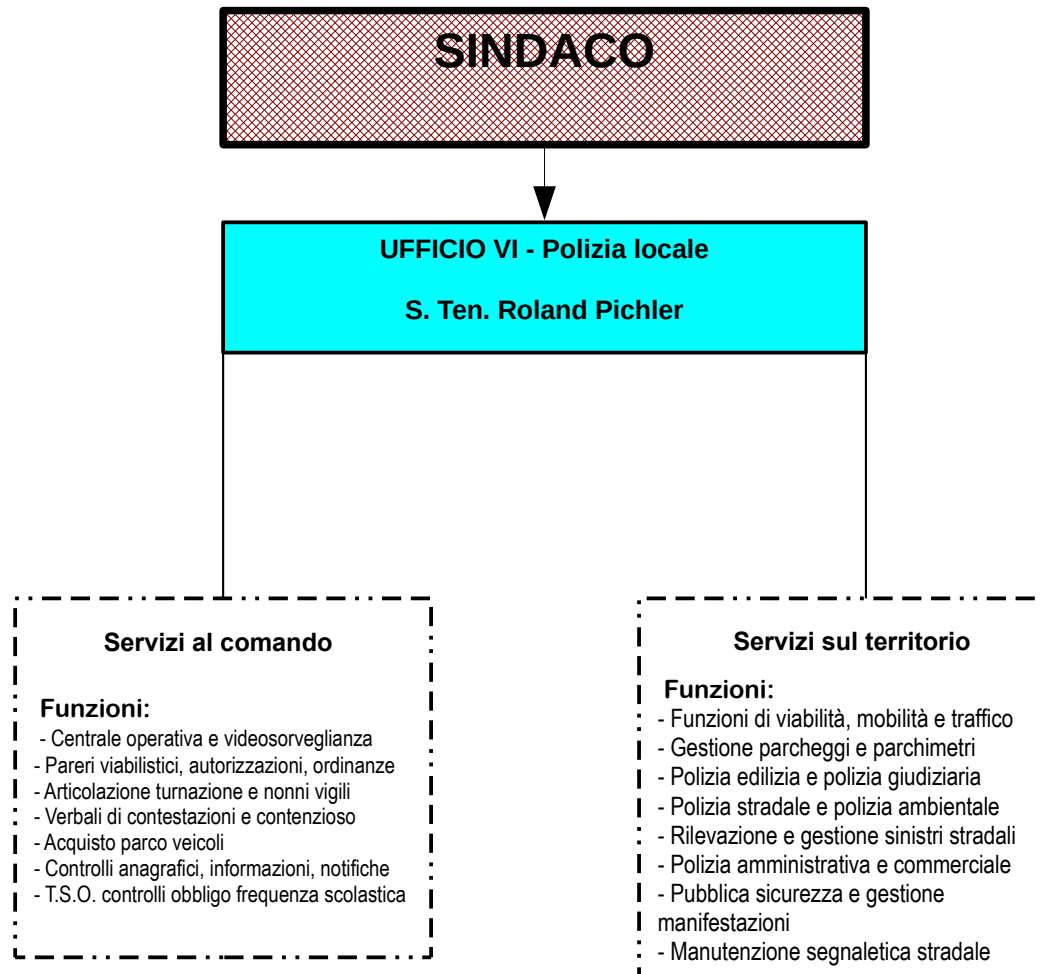 SINDACO
UFFICIO VI - Polizia locale
S. Ten. Roland Pichler
Servizi al comando
Funzioni:
- Centrale operativa e videosorveglianza
- Pareri viabilistici, autorizzazioni, ordinanze
- Articolazione turnazione e nonni vigili
- Verbali di contestazioni e contenzioso
- Acquisto parco veicoli
- Controlli anagrafici, informazioni, notifiche
- T.S.O. controlli obbligo frequenza scolastica
Servizi sul territorio
Funzioni:
- Funzioni di viabilità, mobilità e traffico
- Gestione parcheggi e parchimetri
- Polizia edilizia e polizia giudiziaria
- Polizia stradale e polizia ambientale
- Rilevazione e gestione sinistri stradali
- Polizia amministrativa e commerciale
- Pubblica sicurezza e gestione
manifestazioni
- Manutenzione segnaletica stradale